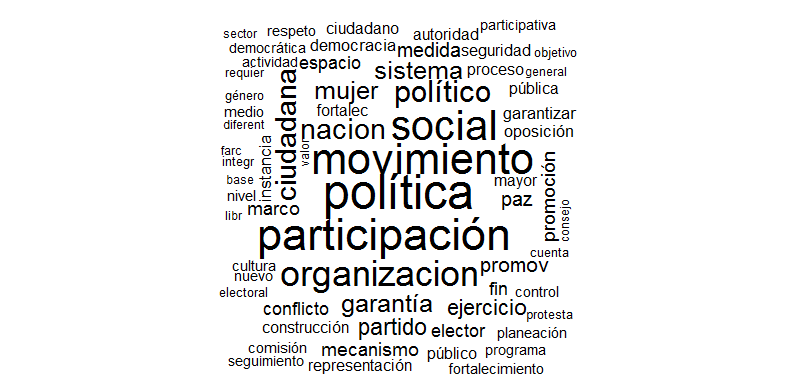 sector respeto ciudadano autoridad participativa
democrática democracia medida seguridad objetivo
actividad espacio sistema proceso general
requier mujer político pública
género ciudadana
medio fortalec nacion social garantizar
diferent oposición
instancia valor movimiento
farc
integr
base política mayor
nivel paz promoción
libr marco consejo
participación
cuenta
cultura organizacion promov
nuevo
electoral garantía fin control
conflicto ejercicio protesta
construcción partido elector planeación
comisión mecanismo público programa
seguimiento representación fortalecimiento